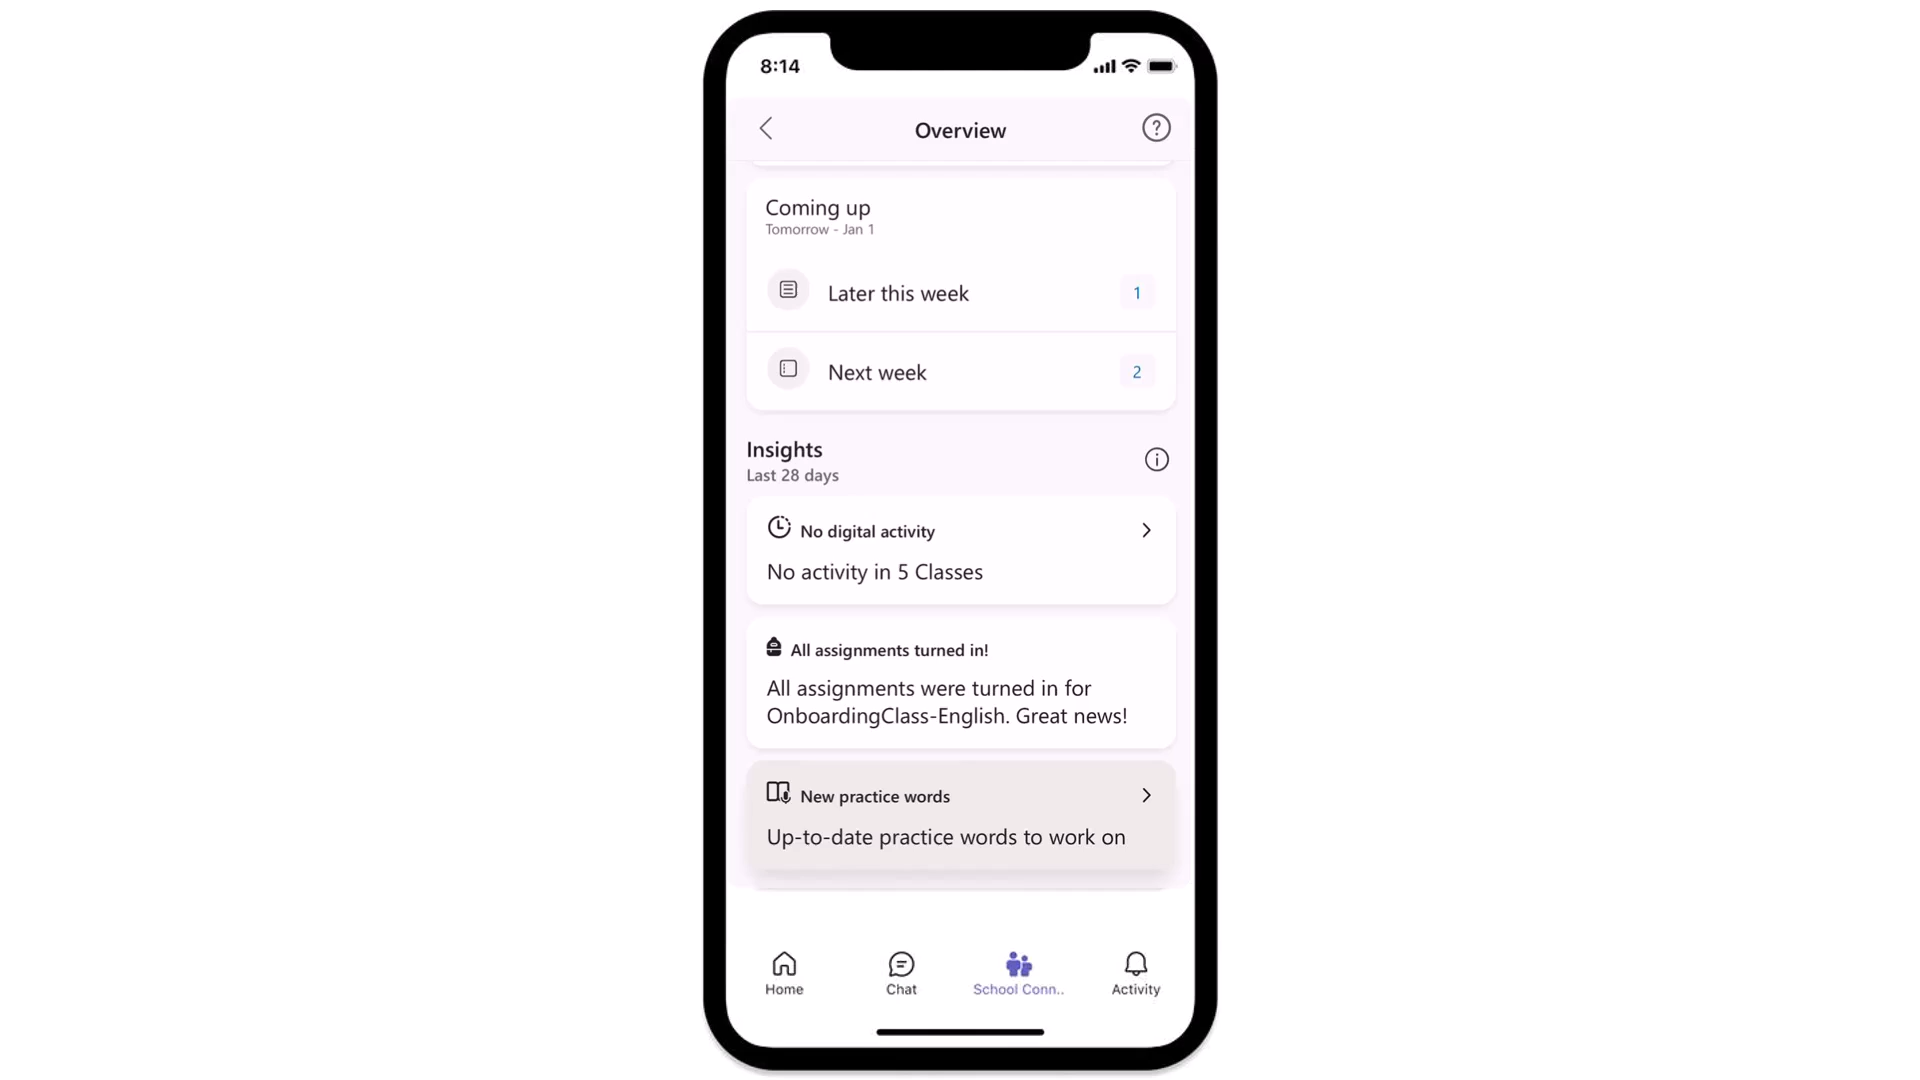 8:14
Overview
Coming up
Tomorrow - Jan 1
Later this week 1
Next week 2
Insights
Last 28 days
No digital activity
No activity in 5 Classes
All assignments turned in!
All assignments were turned in for
OnboardingClass-English. Great news!
New practice words
Up-to-date practice words to work on
Home Chat School Conn.. Activity